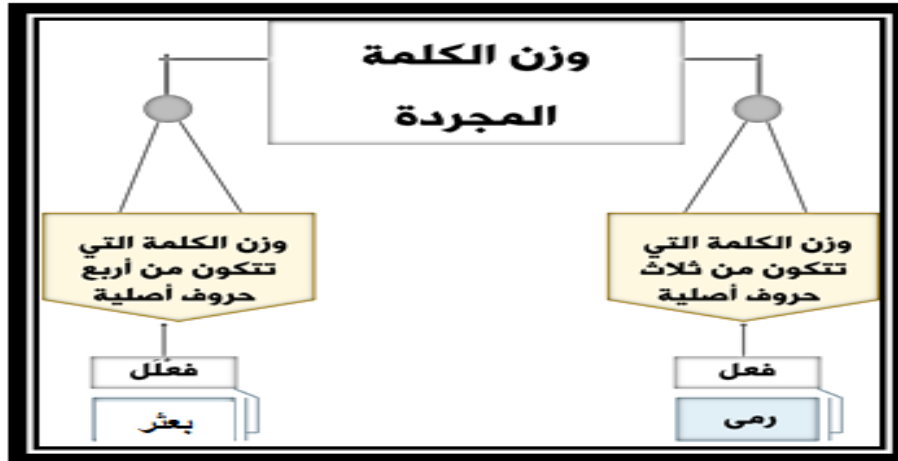 وزن الكلمة
المجردة
وزن الكلمة التي
تتكون من ثلاث
حروف أصلية
فعل
رمى
وزن الكلمة التي
تتكون من أربع
حروف أصلية
فعُلَل
بعثر